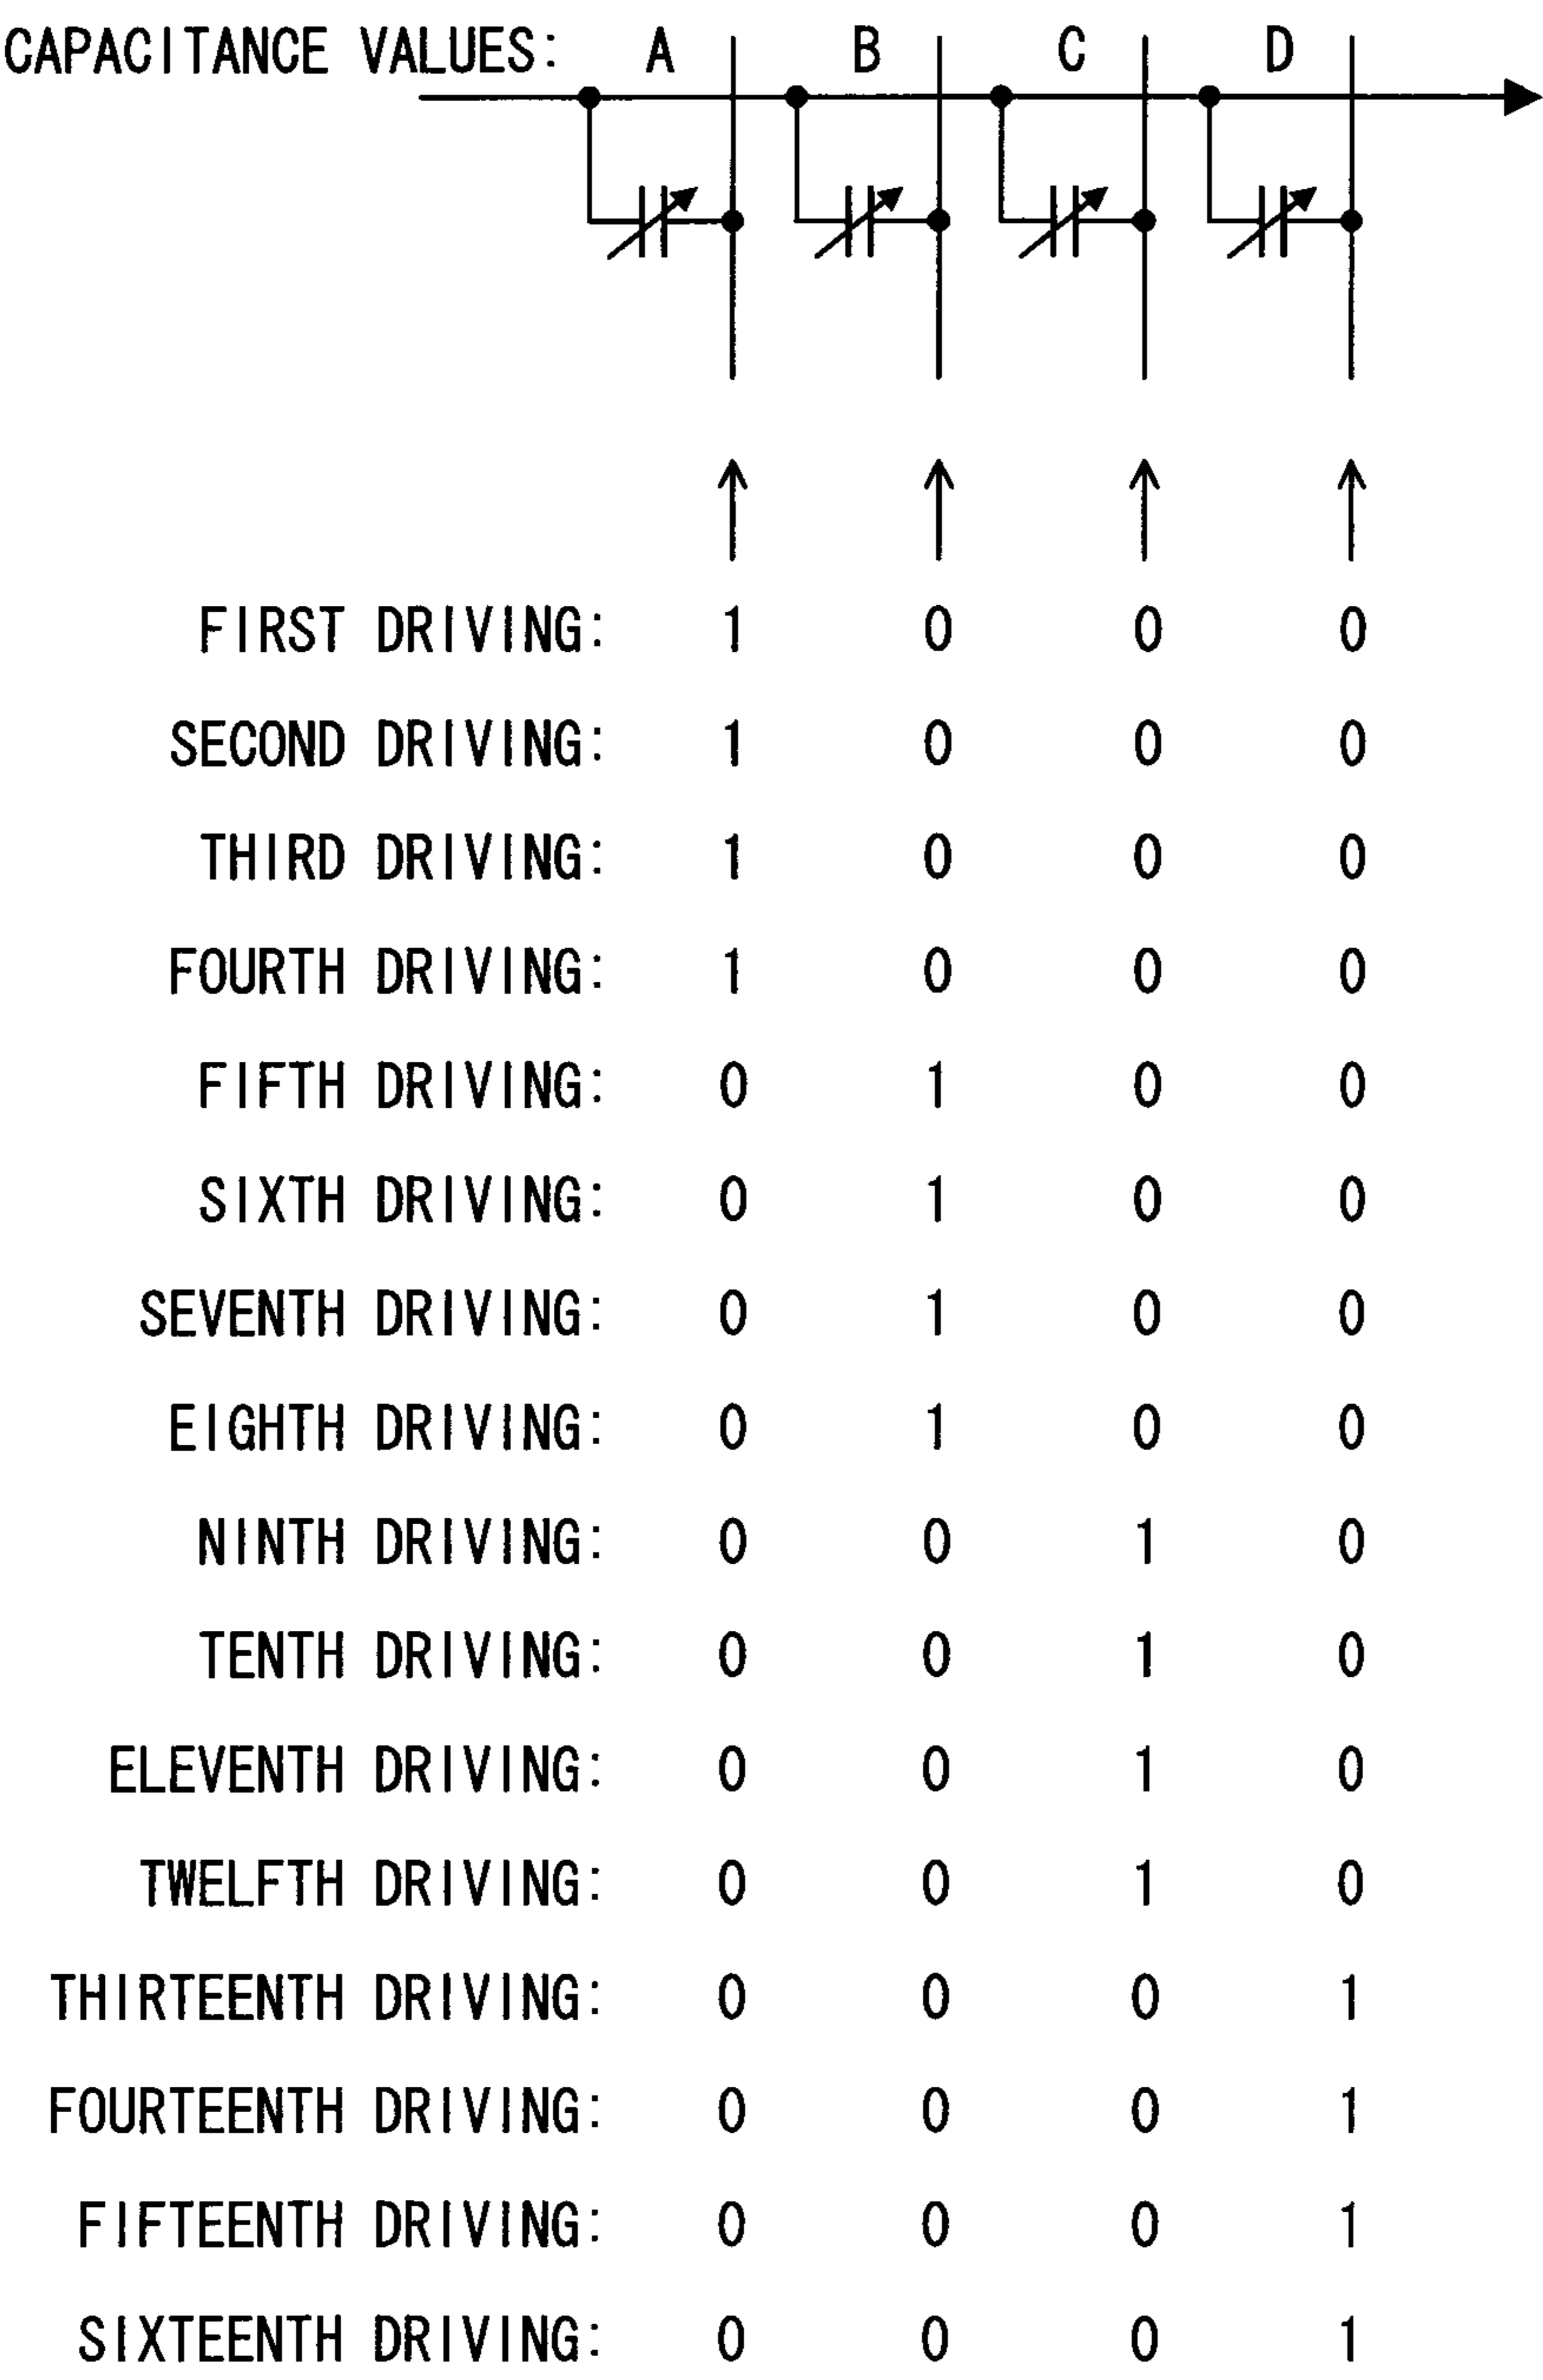 CAPACITANCE VALUES: A B C D
FIRST DRIVING: 1 0 0 0
SECOND DRIVING: 1 0 0 0
THIRD DRIVING: 1 0 0 0
FOURTH DRIVING: 1 0 0 0
FIFTH DRIVING: 0 1 0 0
SIXTH DRIVING: 0 1 0 0
SEVENTH DRIVING: 0 1 0 0
EIGHTH DRIVING: 0 1 0 0
NINTH DRIVING: 0 0 1 0
TENTH DRIVING: 0 0 1 0
ELEVENTH DRIVING: 0 0 1 0
TWELFTH DRIVING: 0 0 1 0
THIRTEENTH DRIVING: 0 0 0 1
FOURTEENTH DRIVING: 0 0 0 1
FIFTEENTH DRIVING: 0 0 0 1
SIXTEENTH DRIVING: 0 0 0 1